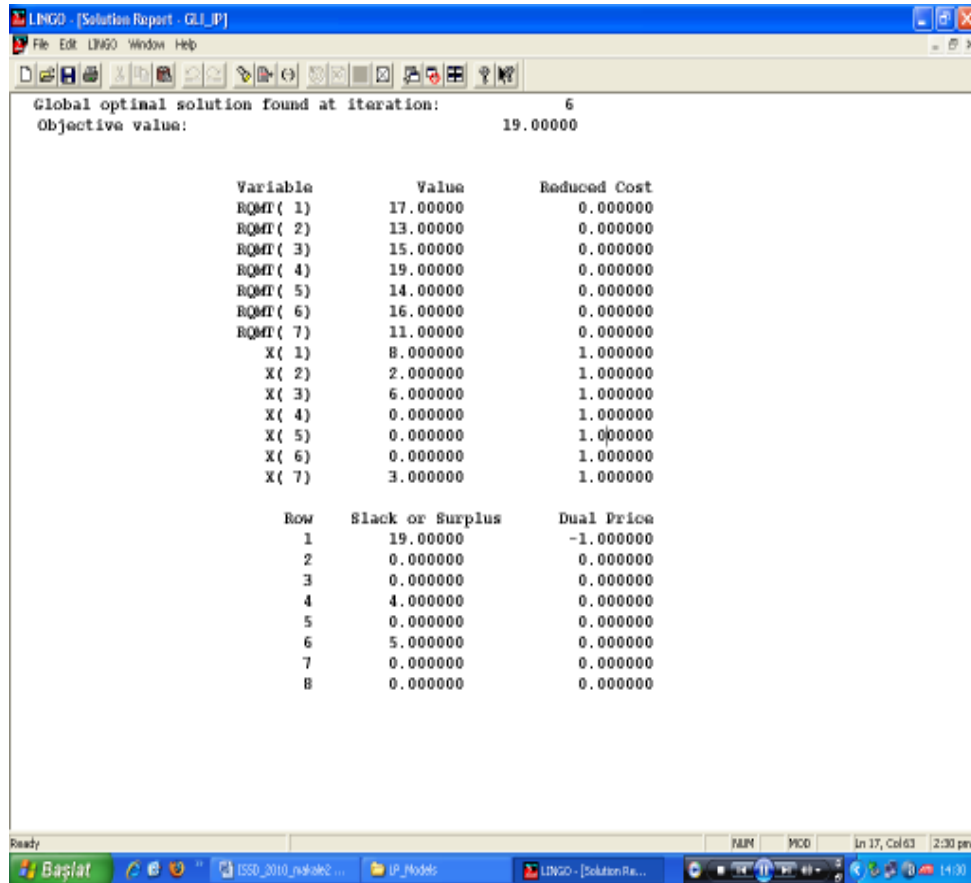 LINGO - [Solution Report - GLI_IP]
File Edit LINGO Window Help
Global optimal solution found at iteration: 6
Objective value: 19.00000
Variable Value Reduced Cost
RQMT( 1) 17.00000 0.000000
RQMT( 2) 13.00000 0.000000
RQMT( 3) 15.00000 0.000000
RQMT( 4) 19.00000 0.000000
RQMT( 5) 14.00000 0.000000
RQMT( 6) 16.00000 0.000000
RQMT( 7) 11.00000 0.000000
X( 1) 8.000000 1.000000
X( 2) 2.000000 1.000000
X( 3) 6.000000 1.000000
X( 4) 0.000000 1.000000
X( 5) 0.000000 1.000000
X( 6) 0.000000 1.000000
X( 7) 3.000000 1.000000
Row Slack or Surplus Dual Price
1 19.00000 -1.000000
2 0.000000 0.000000
3 0.000000 0.000000
4 4.000000 0.000000
5 0.000000 0.000000
6 5.000000 0.000000
7 0.000000 0.000000
8 0.000000 0.000000
Ready NUM MOD Ln 17, Col 63 2:30 pm
Başlat ISSD_2010_makale2 ... LP_Models LINGO - [Solution Re... 14:30